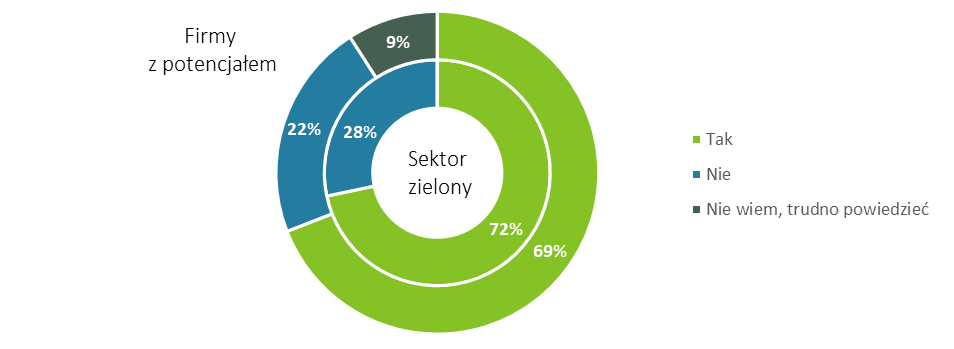 Firmy
z potencjałem
9%
22%
28%
Sektor
zielony
72%
69%
Tak
Nie
Nie wiem, trudno powiedzieć